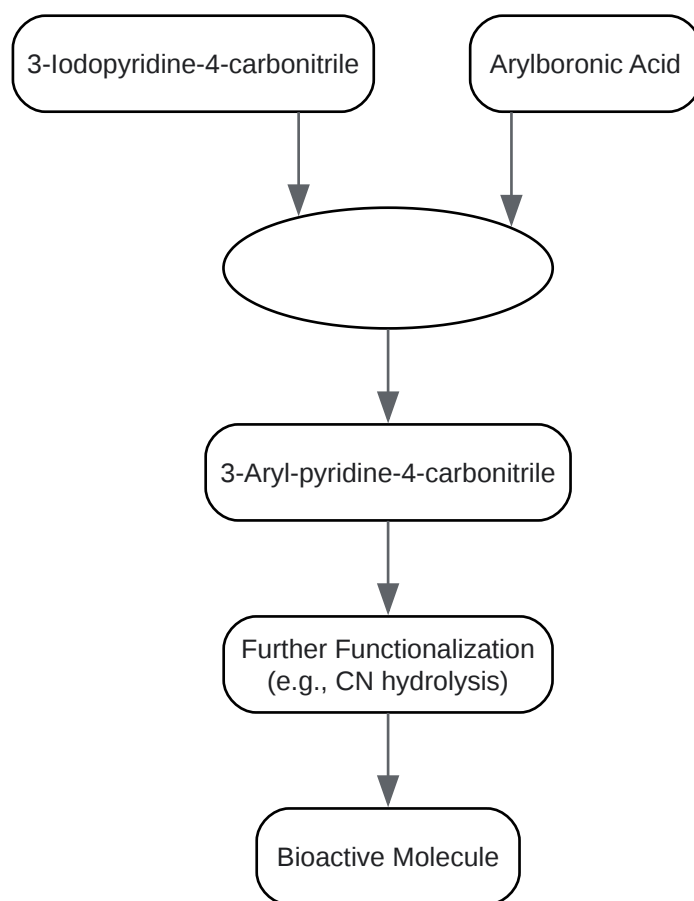 3-Iodopyridine-4-carbonitrile
Arylboronic Acid
3-Aryl-pyridine-4-carbonitrile
Further Functionalization
(e.g., CN hydrolysis)
Bioactive Molecule